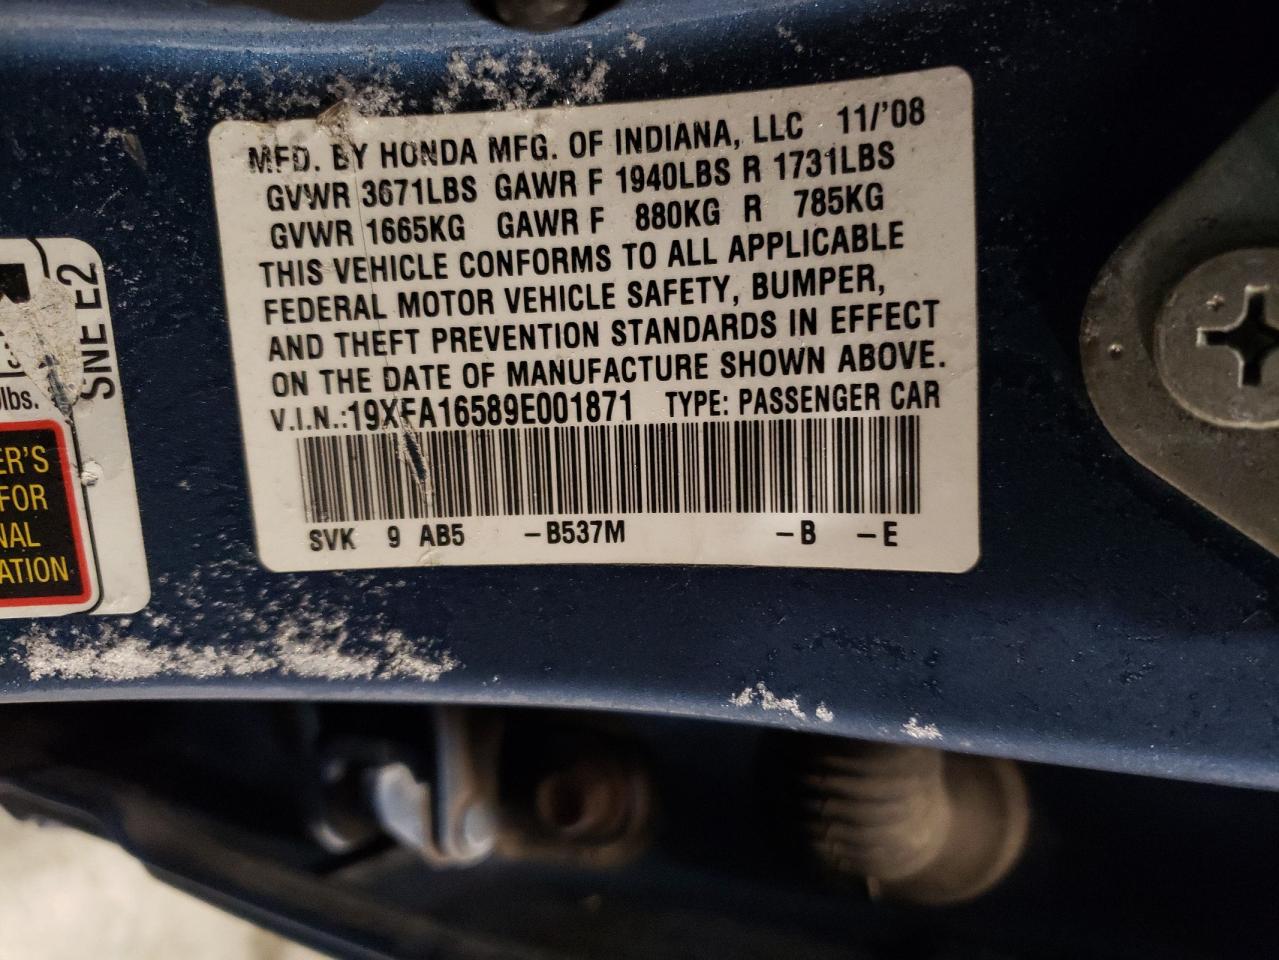 MFD. BY HONDA MFG. OF INDIANA, LLC 11/'08
GVWR 3671LBS GAWR F 1940LBS R 1731LBS
GVWR 1665KG GAWR F 880KG R 785KG
THIS VEHICLE CONFORMS TO ALL APPLICABLE
FEDERAL MOTOR VEHICLE SAFETY, BUMPER,
AND THEFT PREVENTION STANDARDS IN EFFECT
ON THE DATE OF MANUFACTURE SHOWN ABOVE.
V.I.N.:19XFA16589E001871 TYPE: PASSENGER CAR
SVK 9 AB5 -B537M -B -E
SNE E2
lbs.
ER'S
FOR
NAL
ATION